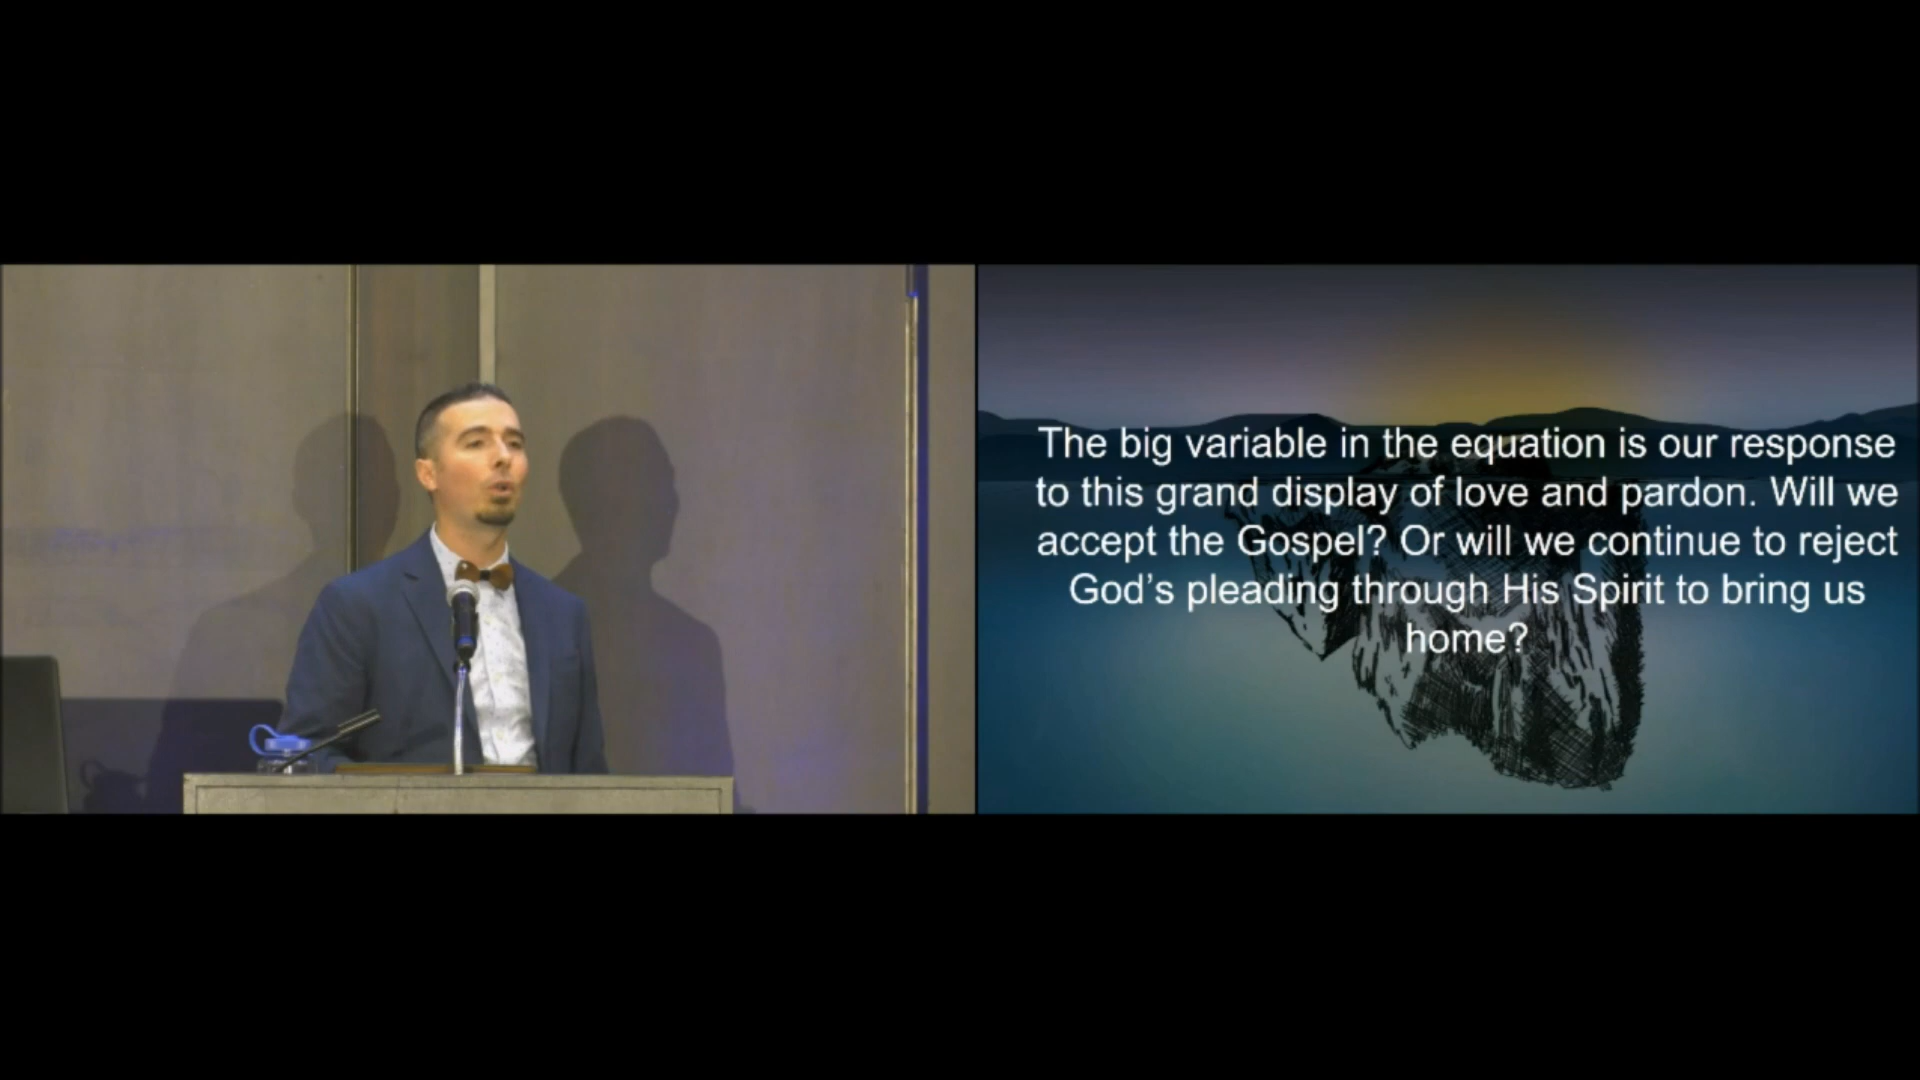 The big variable in the equation is our response
to this grand display of love and pardon. Will we
accept the Gospel? Or will we continue to reject
God's pleading through His Spirit to bring us
home?